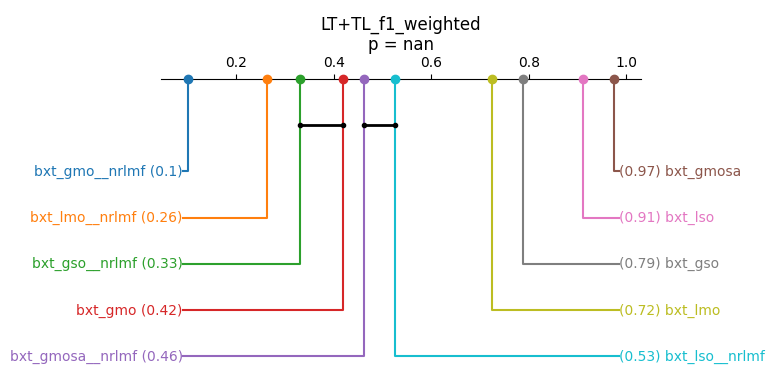 LT+TL_f1_weighted
p = nan
0.2 0.4 0.6 0.8 1.0
bxt_gmo__nrlmf (0.1) (0.97) bxt_gmosa
bxt_lmo__nrlmf (0.26) (0.91) bxt_lso
bxt_gso__nrlmf (0.33) (0.79) bxt_gso
bxt_gmo (0.42) (0.72) bxt_lmo
bxt_gmosa__nrlmf (0.46) (0.53) bxt_lso__nrlmf